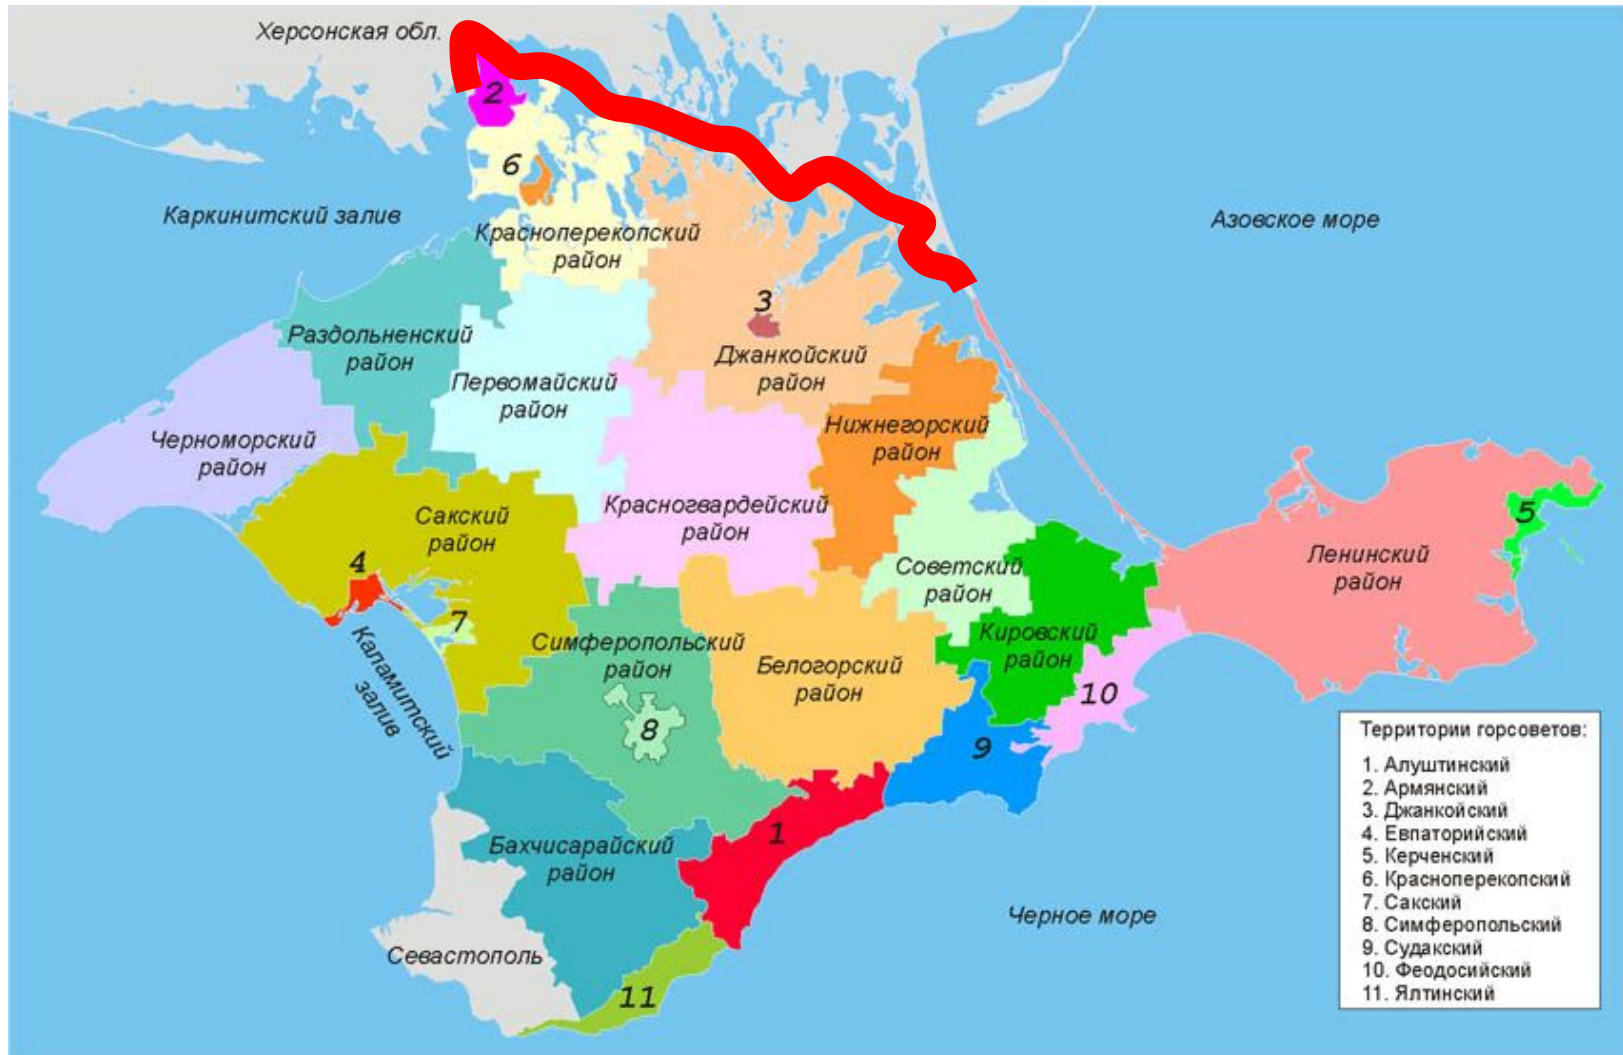 Херсонская обл.
2
6
Каркинитский залив
Азовское море
Красноперекопский
район
3
Раздольненский
район
Джанкойский
район
Первомайский
район
Черноморский
район
Нижнегорский
район
Сакский
район
Красногвардейский
район
5
Ленинский
район
4
Советский
район
7
Каламитский
залив
Симферопольский
район
Кировский
район
Белогорский
район
10
8
9
Территории горсоветов:
1. Алуштинский
2. Армянский
3. Джанкойский
4. Евпаторийский
5. Керченский
6. Красноперекопский
7. Сакский
8. Симферопольский
9. Судакский
10. Феодосийский
11. Ялтинский
1
Бахчисарайский
район
Черное море
Севастополь
11